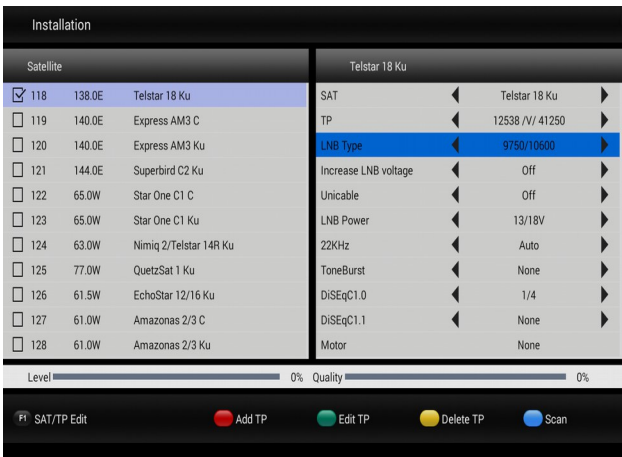 Installation
Satellite
118 138.0E Telstar 18 Ku
119 140.0E Express AM3 C
120 140.0E Express AM3 Ku
121 144.0E Superbird C2 Ku
122 65.0W Star One C1 C
123 65.0W Star One C1 Ku
124 63.0W Nimiq 2/Telstar 14R Ku
125 77.0W QuetzSat 1 Ku
126 61.5W EchoStar 12/16 Ku
127 61.0W Amazonas 2/3 C
128 61.0W Amazonas 2/3 Ku
Telstar 18 Ku
SAT Telstar 18 Ku
TP 12538 /V/ 41250
LNB Type 9750/10600
Increase LNB voltage Off
Unicable Off
LNB Power 13/18V
22KHz Auto
ToneBurst None
DiSEqC1.0 1/4
DiSEqC1.1 None
Motor None
Level 0% Quality 0%
F1 SAT/TP Edit Add TP Edit TP Delete TP Scan